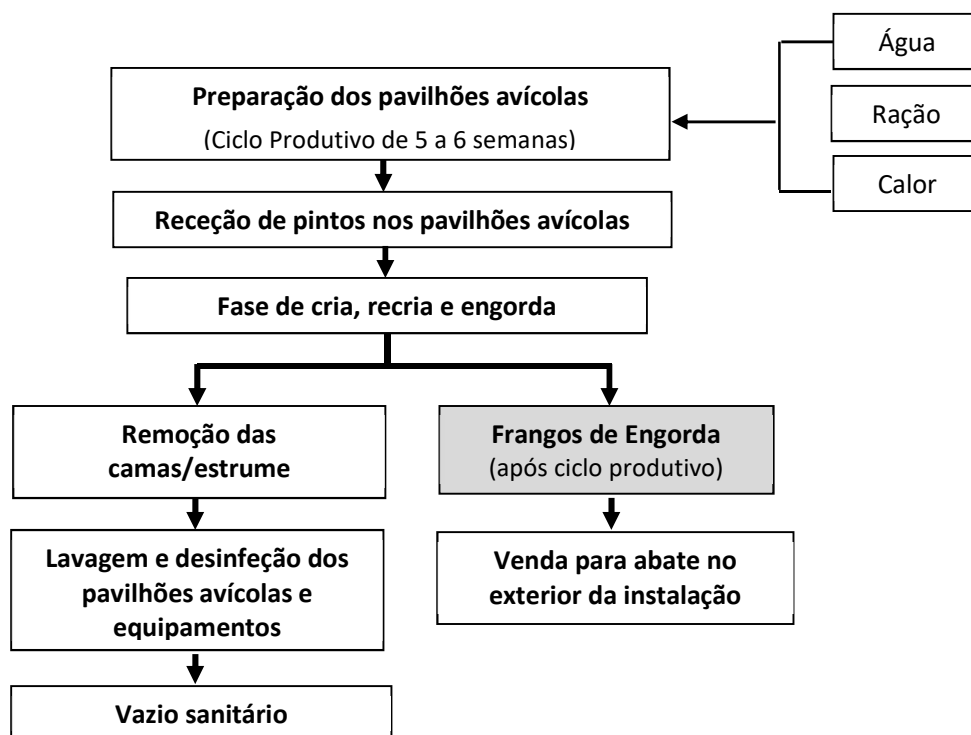 Água
Preparação dos pavilhões avícolas
(Ciclo Produtivo de 5 a 6 semanas)
Ração
Calor
Receção de pintos nos pavilhões avícolas
Fase de cria, recria e engorda
Remoção das
camas/estrume
Frangos de Engorda
(após ciclo produtivo)
Lavagem e desinfeção dos
pavilhões avícolas e
equipamentos
Venda para abate no
exterior da instalação
Vazio sanitário